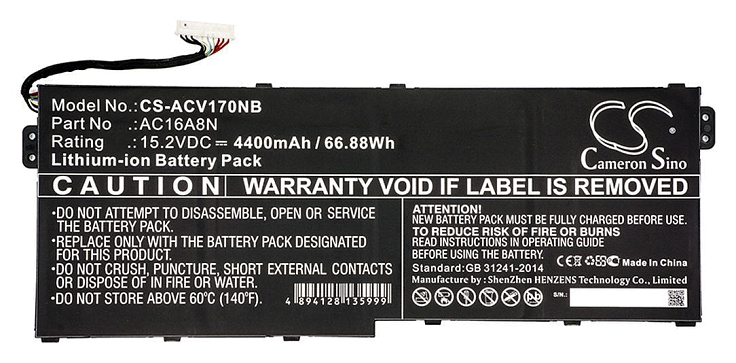 Model No.: CS-ACV170NB
Part No : AC16A8N
Rating : 15.2VDC⎓ 4400mAh / 66.88Wh
Lithium-ion Battery Pack
CS
Cameron Sino
CAUTION WARRANTY VOID IF LABEL IS REMOVED
•DO NOT ATTEMPT TO DISASSEMBLE, OPEN OR SERVICE
THE BATTERY PACK.
•REPLACE ONLY WITH THE BATTERY PACK DESIGNATED
FOR THIS PRODUCT.
•DO NOT CRUSH, PUNCTURE, SHORT EXTERNAL CONTACTS
OR DISPOSE OF IN FIRE OR WATER.
•DO NOT STORE ABOVE 60°C (140°F).
4 894128 135999
ATTENTION!
NEW BATTERY PACK MUST BE FULLY CHARGED BEFORE USE.
TO REDUCE RISK OF FIRE OR BURNS
READ INSTRUCTIONS IN OPERATING GUIDE
BEFORE USING THE BATTERY.
Standard:GB 31241-2014
CE Made In China
Manufacture by : ShenZhen HENZENS Technology Co., Limited
S/N.: